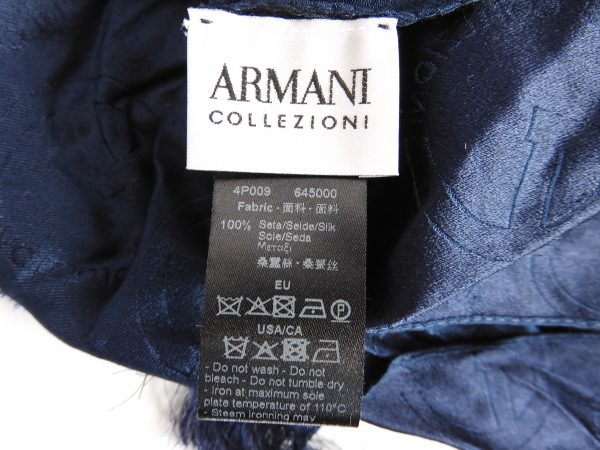 ARMANI
COLLEZIONI
4P009 645000
Fabric · 面料 · 面料
100% Seta/Seide/Silk
Soie/Seda
Μετάξι
桑蠶絲 · 桑蚕丝
EU
USA/CA
- Do not wash - Do not
bleach - Do not tumble dry
- Iron at maximum sole
plate temperature of 110°C
- Steam ironning may